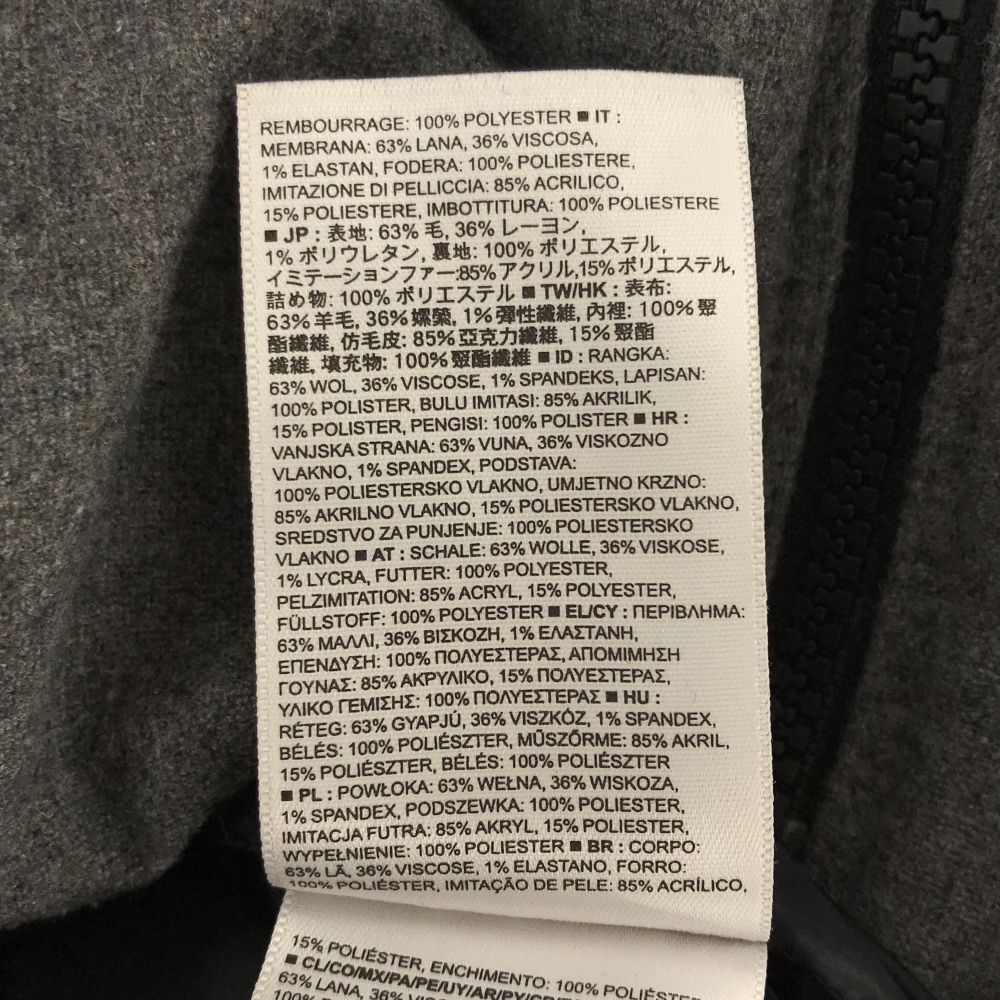 REMBOURRAGE: 100% POLYESTER ■ IT :
MEMBRANA: 63% LANA, 36% VISCOSA,
1% ELASTAN, FODERA: 100% POLIESTERE,
IMITAZIONE DI PELLICCIA: 85% ACRILICO,
15% POLIESTERE, IMBOTTITURA: 100% POLIESTERE
■ JP : 表地: 63% 毛, 36% レーヨン,
1% ポリウレタン, 裏地: 100% ポリエステル,
イミテーションファー:85% アクリル,15% ポリエステル,
詰め物: 100% ポリエステル ■ TW/HK : 表布:
63% 羊毛, 36% 嫘縈, 1% 彈性纖維, 內裡: 100% 聚
酯纖維, 仿毛皮: 85% 亞克力纖維, 15% 聚酯
纖維, 填充物: 100% 聚酯纖維 ■ ID : RANGKA:
63% WOL, 36% VISCOSE, 1% SPANDEKS, LAPISAN:
100% POLISTER, BULU IMITASI: 85% AKRILIK,
15% POLISTER, PENGISI: 100% POLISTER ■ HR :
VANJSKA STRANA: 63% VUNA, 36% VISKOZNO
VLAKNO, 1% SPANDEX, PODSTAVA:
100% POLIESTERSKO VLAKNO, UMJETNO KRZNO:
85% AKRILNO VLAKNO, 15% POLIESTERSKO VLAKNO,
SREDSTVO ZA PUNJENJE: 100% POLIESTERSKO
VLAKNO ■ AT : SCHALE: 63% WOLLE, 36% VISKOSE,
1% LYCRA, FUTTER: 100% POLYESTER,
PELZIMITATION: 85% ACRYL, 15% POLYESTER,
FÜLLSTOFF: 100% POLYESTER ■ EL/CY : ΠΕΡΙΒΛΗΜΑ:
63% ΜΑΛΛΙ, 36% ΒΙΣΚΟΖΗ, 1% ΕΛΑΣΤΑΝΗ,
ΕΠΕΝΔΥΣΗ: 100% ΠΟΛΥΕΣΤΕΡΑΣ, ΑΠΟΜΙΜΗΣΗ
ΓΟΥΝΑΣ: 85% ΑΚΡΥΛΙΚΟ, 15% ΠΟΛΥΕΣΤΕΡΑΣ,
ΥΛΙΚΟ ΓΕΜΙΣΗΣ: 100% ΠΟΛΥΕΣΤΕΡΑΣ ■ HU :
RÉTEG: 63% GYAPJÚ, 36% VISZKÓZ, 1% SPANDEX,
BÉLÉS: 100% POLIÉSZTER, MŰSZŐRME: 85% AKRIL,
15% POLIÉSZTER, BÉLÉS: 100% POLIÉSZTER
■ PL : POWŁOKA: 63% WEŁNA, 36% WISKOZA,
1% SPANDEX, PODSZEWKA: 100% POLIESTER,
IMITACJA FUTRA: 85% AKRYL, 15% POLIESTER,
WYPEŁNIENIE: 100% POLIESTER ■ BR : CORPO:
63% LÃ, 36% VISCOSE, 1% ELASTANO, FORRO:
100% POLIÉSTER, IMITAÇÃO DE PELE: 85% ACRÍLICO,
15% POLIÉSTER, ENCHIMENTO: 100% POLIÉSTER
■ CL/CO/MX/PA/PE/UY/AR/PY/
63% LANA, 36%
100%